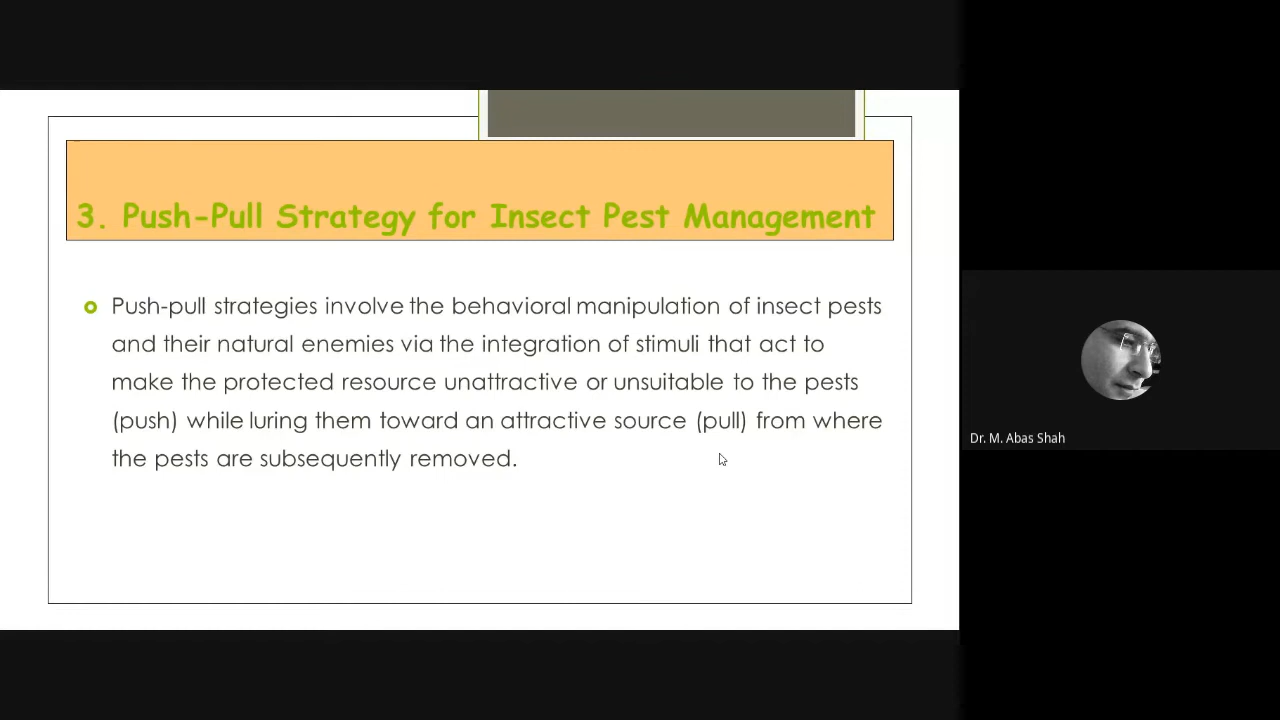 3. Push-Pull Strategy for Insect Pest Management
Push-pull strategies involve the behavioral manipulation of insect pests
and their natural enemies via the integration of stimuli that act to
make the protected resource unattractive or unsuitable to the pests
(push) while luring them toward an attractive source (pull) from where
the pests are subsequently removed.
Dr. M. Abas Shah